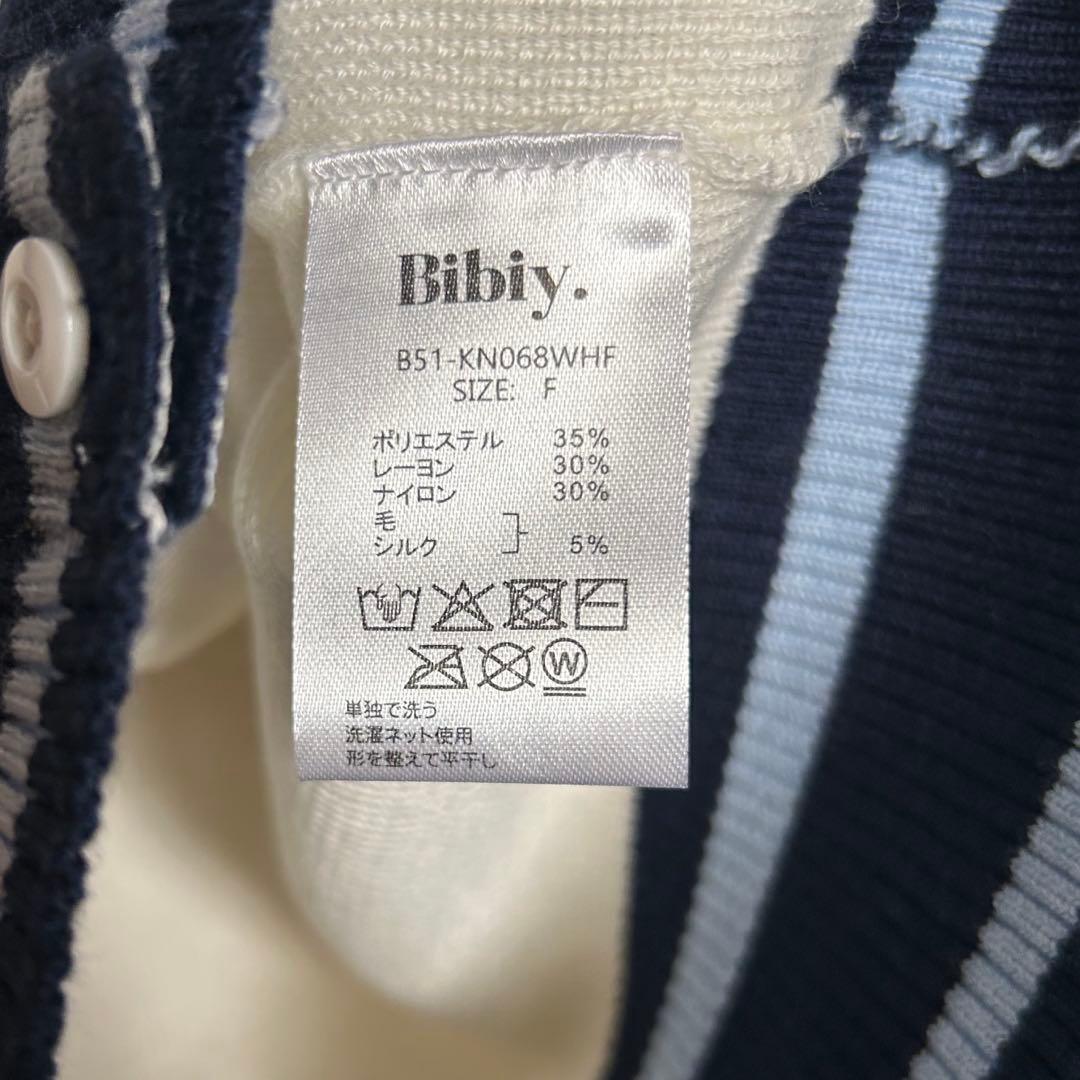 Bibiy.
B51-KN068WHF
SIZE: F
ポリエステル 35%
レーヨン 30%
ナイロン 30%
毛
シルク 5%
W
単独で洗う
洗濯ネット使用
形を整えて平干し